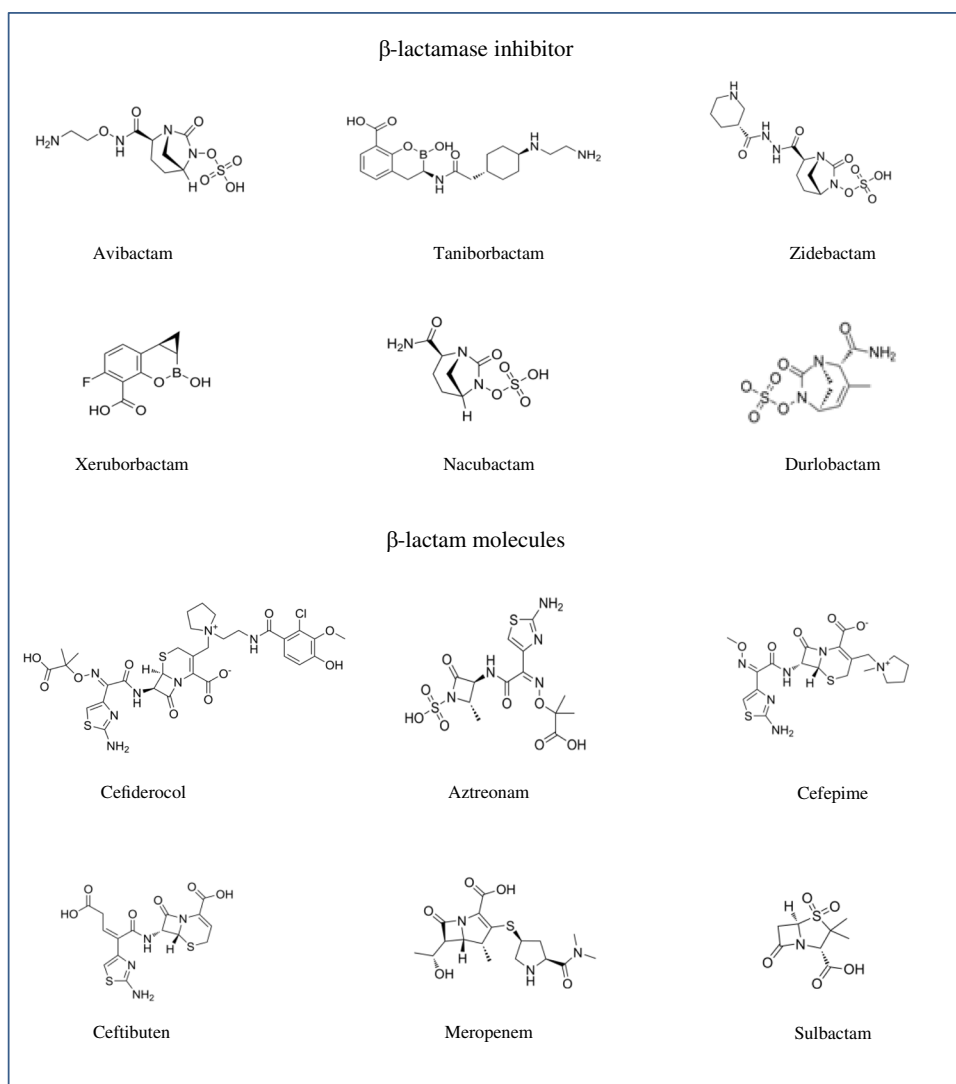 β-lactamase inhibitor
Avibactam
Taniborbactam
Zidebactam
Xeruborbactam
Nacubactam
Durlobactam
β-lactam molecules
Cefiderocol
Aztreonam
Cefepime
Ceftibuten
Meropenem
Sulbactam